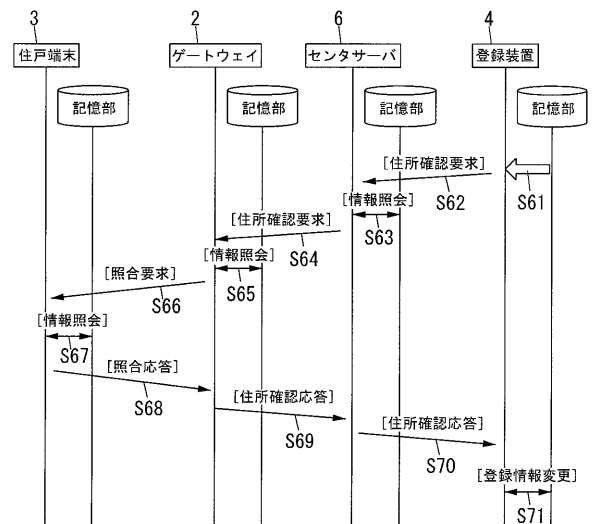 3 2 6 4
住戸端末 ゲートウェイ センタサーバ 登録装置
記憶部 記憶部 記憶部 記憶部
[住所確認要求]
S62 S61
[情報照会]
S63
[住所確認要求]
S64
[情報照会]
S65
[照合要求]
S66
[情報照会]
S67
[照合応答]
S68
[住所確認応答]
S69
[住所確認応答]
S70
[登録情報変更]
S71